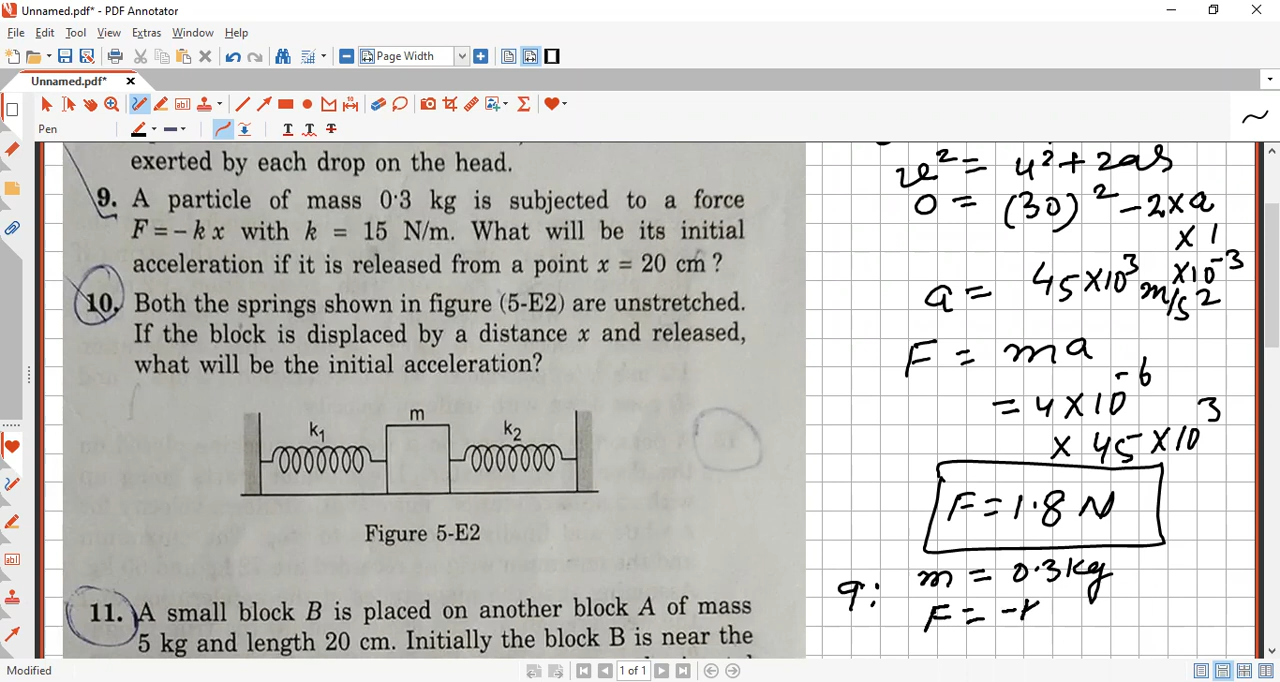 Unnamed.pdf* - PDF Annotator
File Edit Tool View Extras Window Help
Page Width
Unnamed.pdf*
Pen
exerted by each drop on the head.
9. A particle of mass 0·3 kg is subjected to a force
F = – k x with k = 15 N/m. What will be its initial
acceleration if it is released from a point x = 20 cm ?
10. Both the springs shown in figure (5-E2) are unstretched.
If the block is displaced by a distance x and released,
what will be the initial acceleration?
k1 m k2
Figure 5-E2
11. A small block B is placed on another block A of mass
5 kg and length 20 cm. Initially the block B is near the
v² = u² + 2as
0 = (30)² – 2 × a
× 1
× 10⁻³
a = 45 × 10³ m/s²
F = ma
= 4 × 10⁻⁶
× 45 × 10³
F = 1.8 N
9: m = 0.3 kg
F = –
Modified
1 of 1